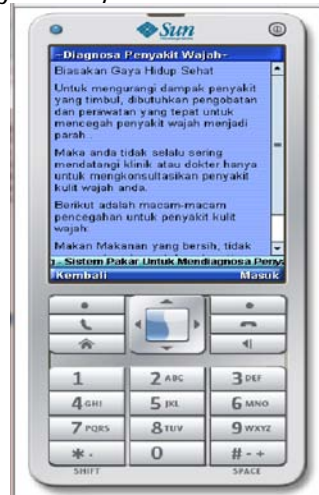 Sun
-Diagnosa Penyakit Wajah-
Biasakan Gaya Hidup Sehat
Untuk mengurangi dampak penyakit
yang timbul, dibutuhkan pengobatan
dan perawatan yang tepat untuk
mencegah penyakit wajah menjadi
parah .
Maka anda tidak selalu sering
mendatangi klinik atau dokter hanya
untuk mengkonsultasikan penyakit
kulit wajah anda.
Berikut adalah macam-macam
pencegahan untuk penyakit kulit
wajah:
Makan Makanan yang bersih, tidak
- Sistem Pakar Untuk Mendiagnosa Penya
Kembali Masuk
1 2 ABC 3 DEF
4 GHI 5 JKL 6 MNO
7 PQRS 8 TUV 9 WXYZ
* . 0 # - +
SHIFT SPACE